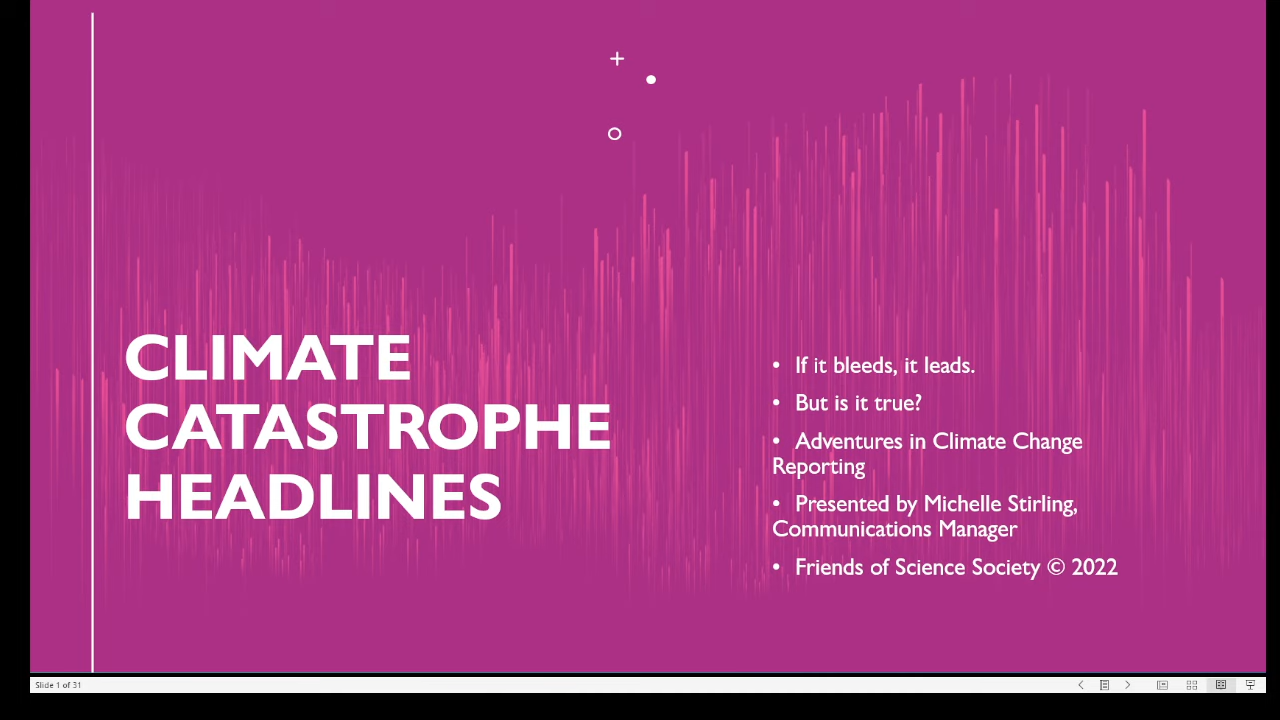 CLIMATE
CATASTROPHE
HEADLINES
• If it bleeds, it leads.
• But is it true?
• Adventures in Climate Change
Reporting
• Presented by Michelle Stirling,
Communications Manager
• Friends of Science Society © 2022
Slide 1 of 31